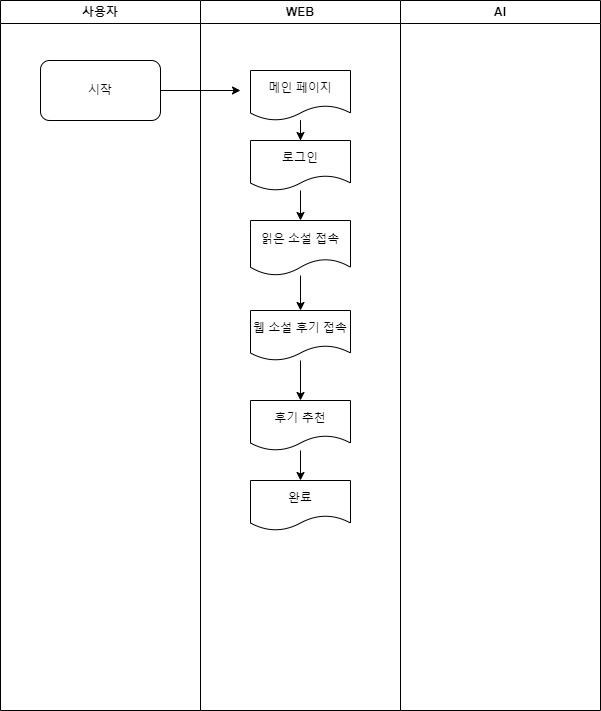 사용자
WEB
AI
시작
메인 페이지
로그인
읽은 소설 접속
웹 소설 후기 접속
후기 추천
완료